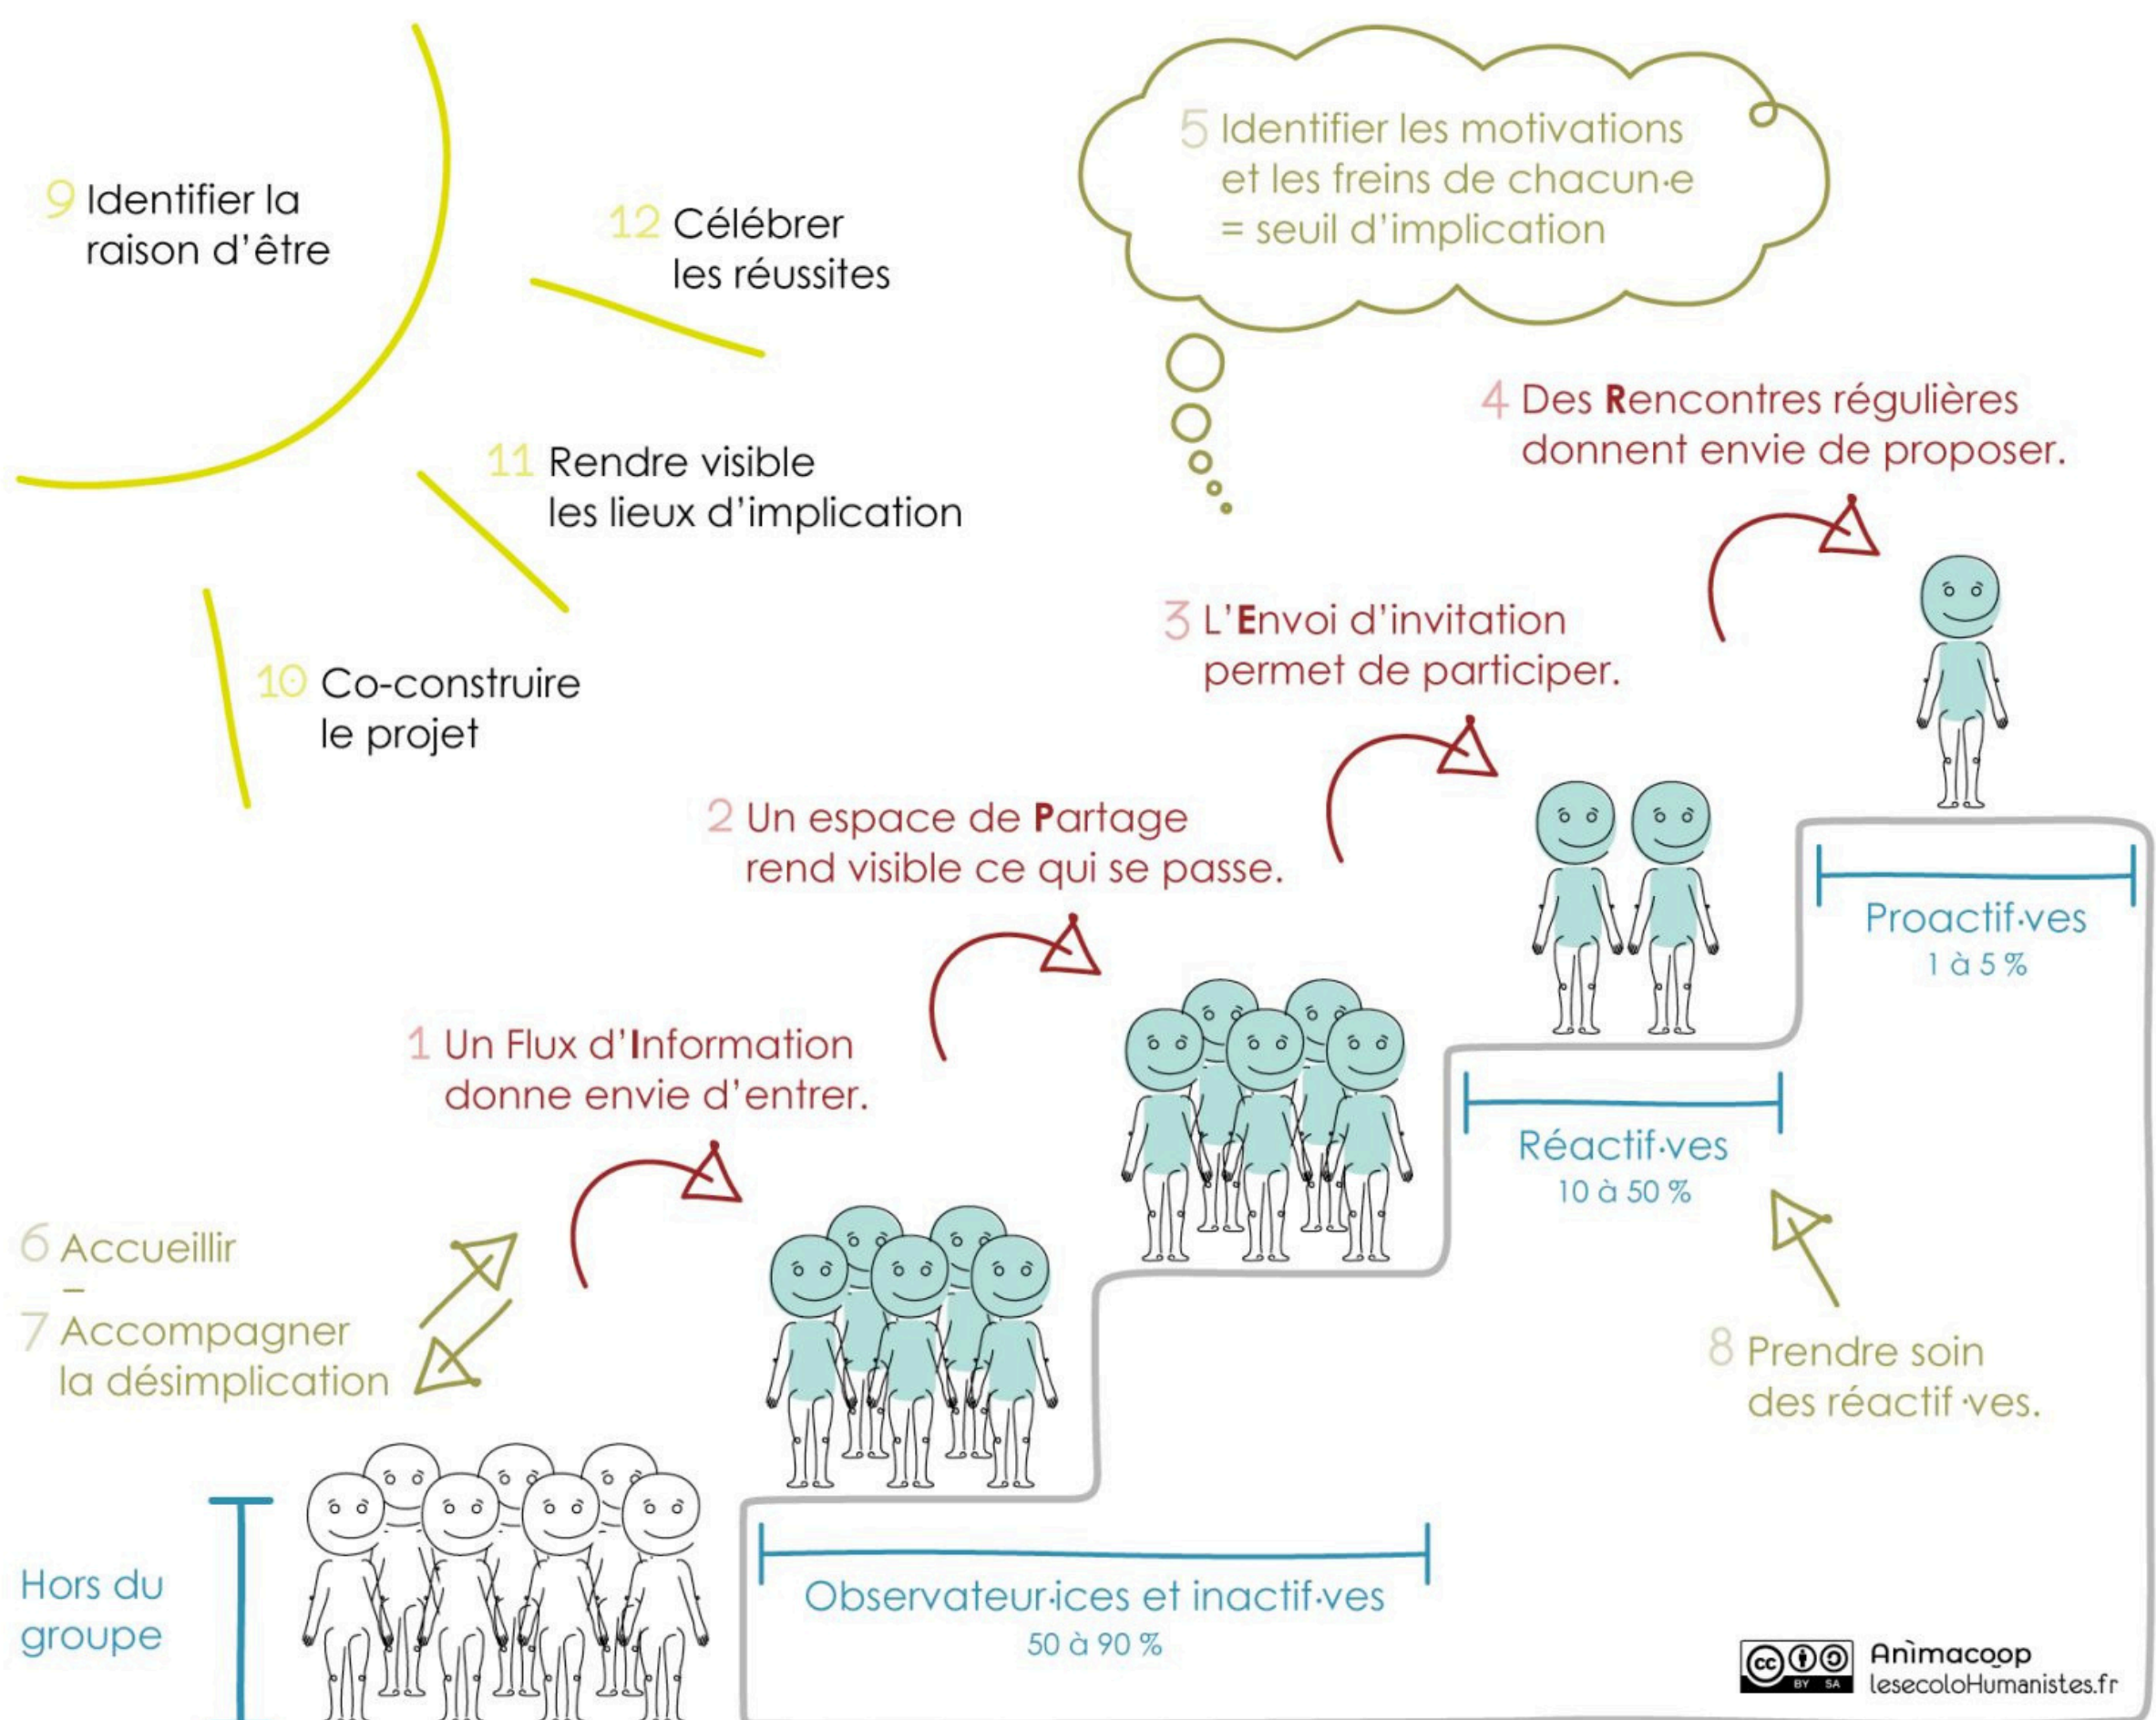 9 Identifier la
raison d'être
12 Célébrer
les réussites
11 Rendre visible
les lieux d'implication
10 Co-construire
le projet
5 Identifier les motivations
et les freins de chacun·e
= seuil d'implication
4 Des Rencontres régulières
donnent envie de proposer.
3 L'Envoi d'invitation
permet de participer.
2 Un espace de Partage
rend visible ce qui se passe.
1 Un Flux d'Information
donne envie d'entrer.
6 Accueillir
–
7 Accompagner
la désimplication
Hors du
groupe
Observateur·ices et inactif·ves
50 à 90 %
Réactif·ves
10 à 50 %
Proactif·ves
1 à 5 %
8 Prendre soin
des réactif ·ves.
cc BY SA
Animacoop
lesecoloHumanistes.fr